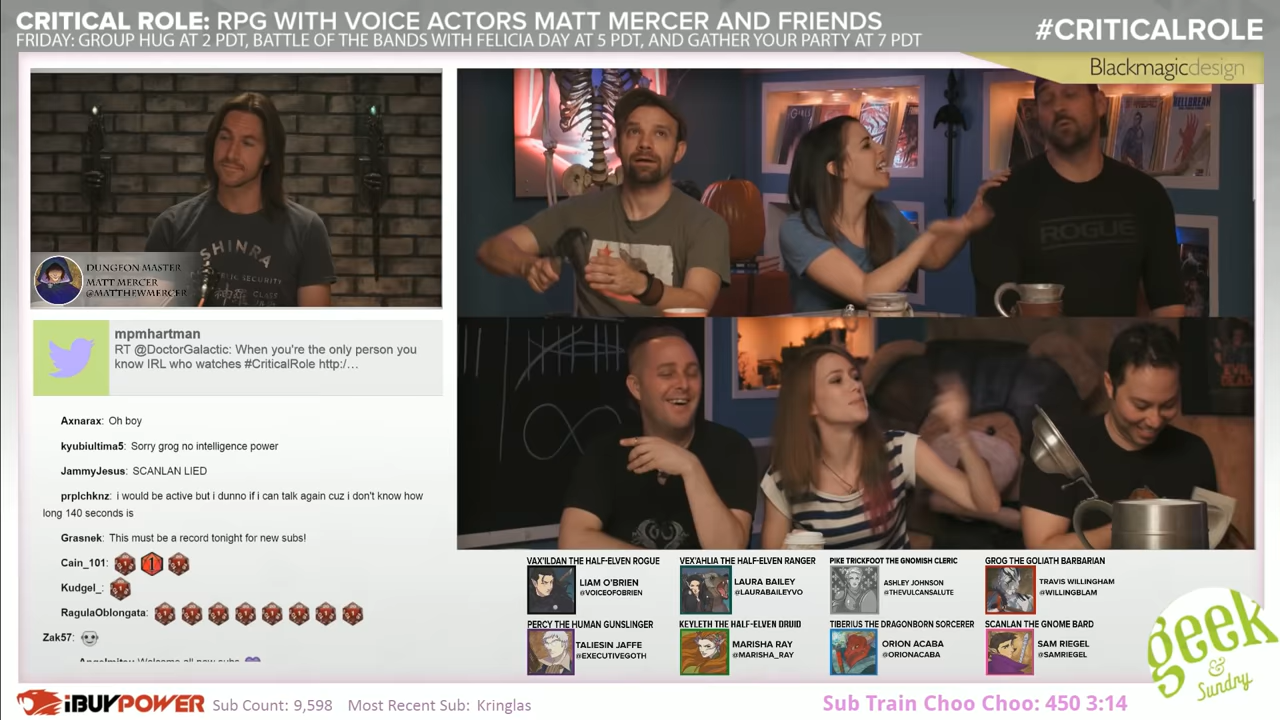 CRITICAL ROLE: RPG WITH VOICE ACTORS MATT MERCER AND FRIENDS
FRIDAY: GROUP HUG AT 2 PDT, BATTLE OF THE BANDS WITH FELICIA DAY AT 5 PDT, AND GATHER YOUR PARTY AT 7 PDT
#CRITICALROLE
Blackmagicdesign
SHINRA
DUNGEON MASTER
MATT MERCER
@MATTHEWMERCER
GIRLS
HELLBREAK
ROGUE
EVIL
DEAD
mpmhartman
RT @DoctorGalactic: When you're the only person you
know IRL who watches #CriticalRole http:/…
Axnarax: Oh boy
kyubiultima5: Sorry grog no intelligence power
JammyJesus: SCANLAN LIED
prplchknz: i would be active but i dunno if i can talk again cuz i don't know how
long 140 seconds is
Grasnek: This must be a record tonight for new subs!
Cain_101: 1
Kudgel_:
RagulaOblongata:
Zak57:
VAX'ILDAN THE HALF-ELVEN ROGUE
LIAM O'BRIEN
@VOICEOFOBRIEN
VEX'AHLIA THE HALF-ELVEN RANGER
LAURA BAILEY
@LAURABAILEYVO
PIKE TRICKFOOT THE GNOMISH CLERIC
ASHLEY JOHNSON
@THEVULCANSALUTE
GROG THE GOLIATH BARBARIAN
TRAVIS WILLINGHAM
@WILLINGBLAM
PERCY THE HUMAN GUNSLINGER
TALIESIN JAFFE
@EXECUTIVEGOTH
KEYLETH THE HALF-ELVEN DRUID
MARISHA RAY
@MARISHA_RAY
TIBERIUS THE DRAGONBORN SORCERER
ORION ACABA
@ORIONACABA
SCANLAN THE GNOME BARD
SAM RIEGEL
@SAMRIEGEL
geek
&
Sundry
iBUYPOWER
Sub Count: 9,598 Most Recent Sub: Kringlas
Sub Train Choo Choo: 450 3:14